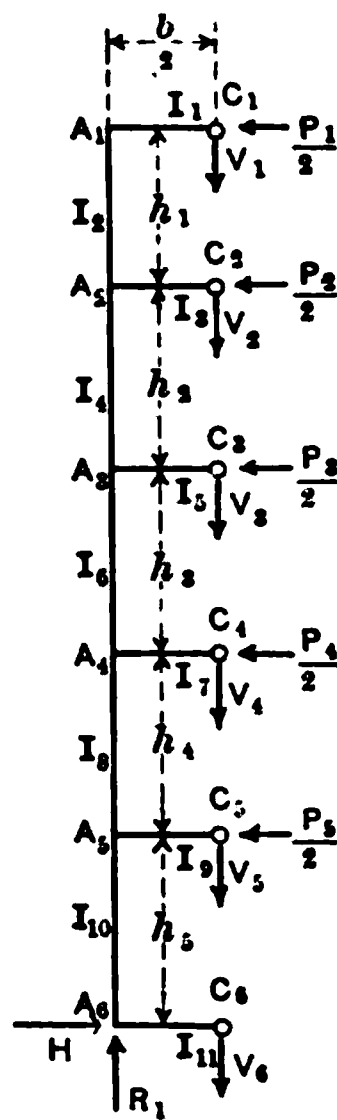 b
2
I1 C1
A1 P1
V1 2
I2 h1
C2
A2 P2
I3 V2 2
I4 h2
C3
A3 P3
I5 V3 2
I6 h3
C4
A4 P4
I7 V4 2
I8 h4
C5
A5 P5
I9 V5 2
I10 h5
A6 C6
H I11 V6
R1